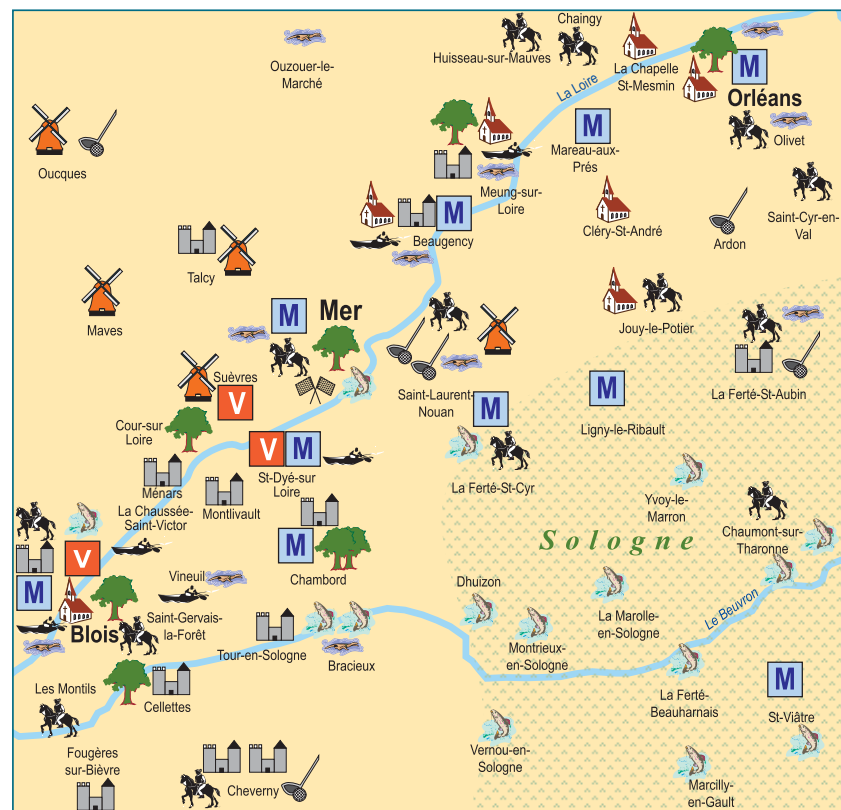 Chaingy
Huisseau-sur-Mauves
Ouzouer-le-
Marché
La Loire
La Chapelle
St-Mesmin
M
Orléans
M
Olivet
Mareau-aux-
Prés
Oucques
Meung-sur-
Loire
M
Beaugency
Cléry-St-André
Ardon
Saint-Cyr-en-
Val
Talcy
Maves
M
Mer
Jouy-le-Potier
Suèvres
V
Saint-Laurent-
Nouan
M
M
La Ferté-St-Aubin
Cour-sur
Loire
Ligny-le-Ribault
V
M
St-Dyé-sur
Loire
Ménars
Montlivault
La Ferté-St-Cyr
La Chaussée-
Saint-Victor
Yvoy-le-
Marron
Chaumont-sur-
Tharonne
V
M
Chambord
Sologne
M
Vineuil
Dhuizon
La Marolle-
en-Sologne
Le Beuvron
Blois
Saint-Gervais-
la-Forêt
Tour-en-Sologne
Bracieux
Montrieux-
en-Sologne
Les Montils
Cellettes
La Ferté-
Beauharnais
M
St-Viâtre
Fougères
sur-Bièvre
Cheverny
Vernou-en-
Sologne
Marcilly-
en-Gault